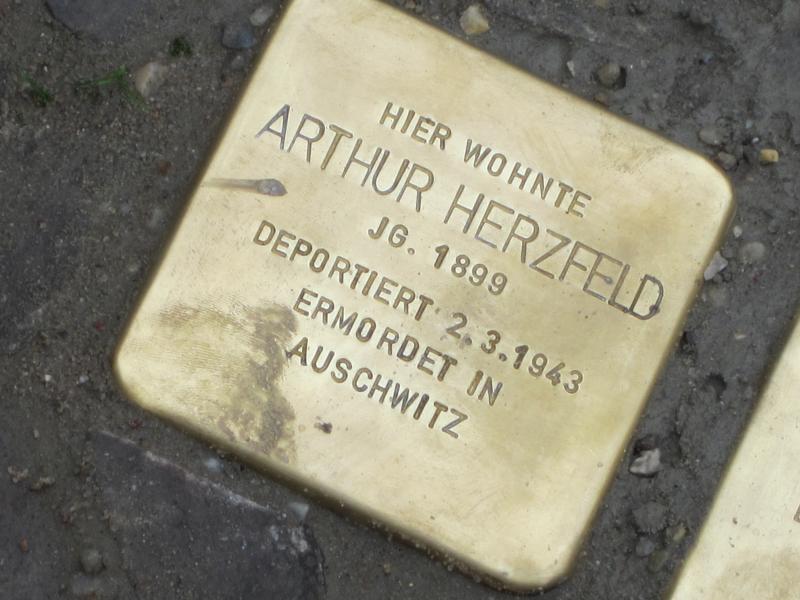 HIER WOHNTE
ARTHUR HERZFELD
JG. 1899
DEPORTIERT 2.3.1943
ERMORDET IN
AUSCHWITZ